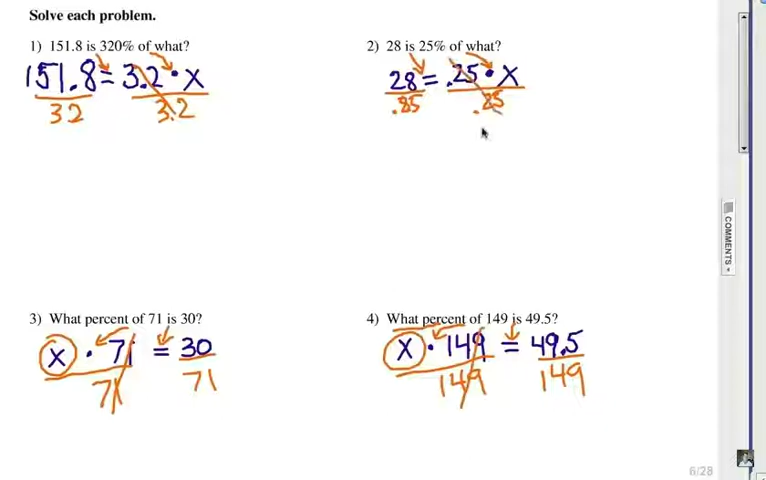 Solve each problem.
1) 151.8 is 320% of what?
151.8 = 3.2 · x
32 3.2
2) 28 is 25% of what?
28 = .25 · x
.85 .85
3) What percent of 71 is 30?
x · 71 = 30
71 71
4) What percent of 149 is 49.5?
x · 149 = 49.5
149 149
COMMENTS
6/28